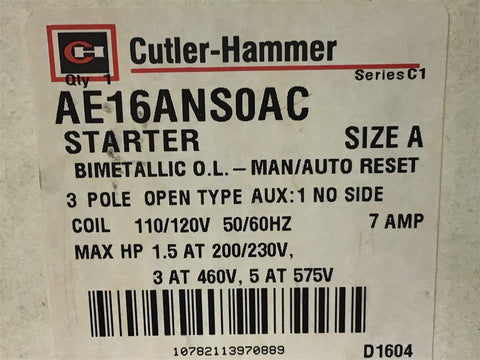 Cutler-Hammer
Qty 1
Series C1
AE16ANS0AC
STARTER SIZE A
BIMETALLIC O.L. – MAN/AUTO RESET
3 POLE OPEN TYPE AUX: 1 NO SIDE
COIL 110/120V 50/60HZ 7 AMP
MAX HP 1.5 AT 200/230V,
3 AT 460V, 5 AT 575V
10782113970889
D1604